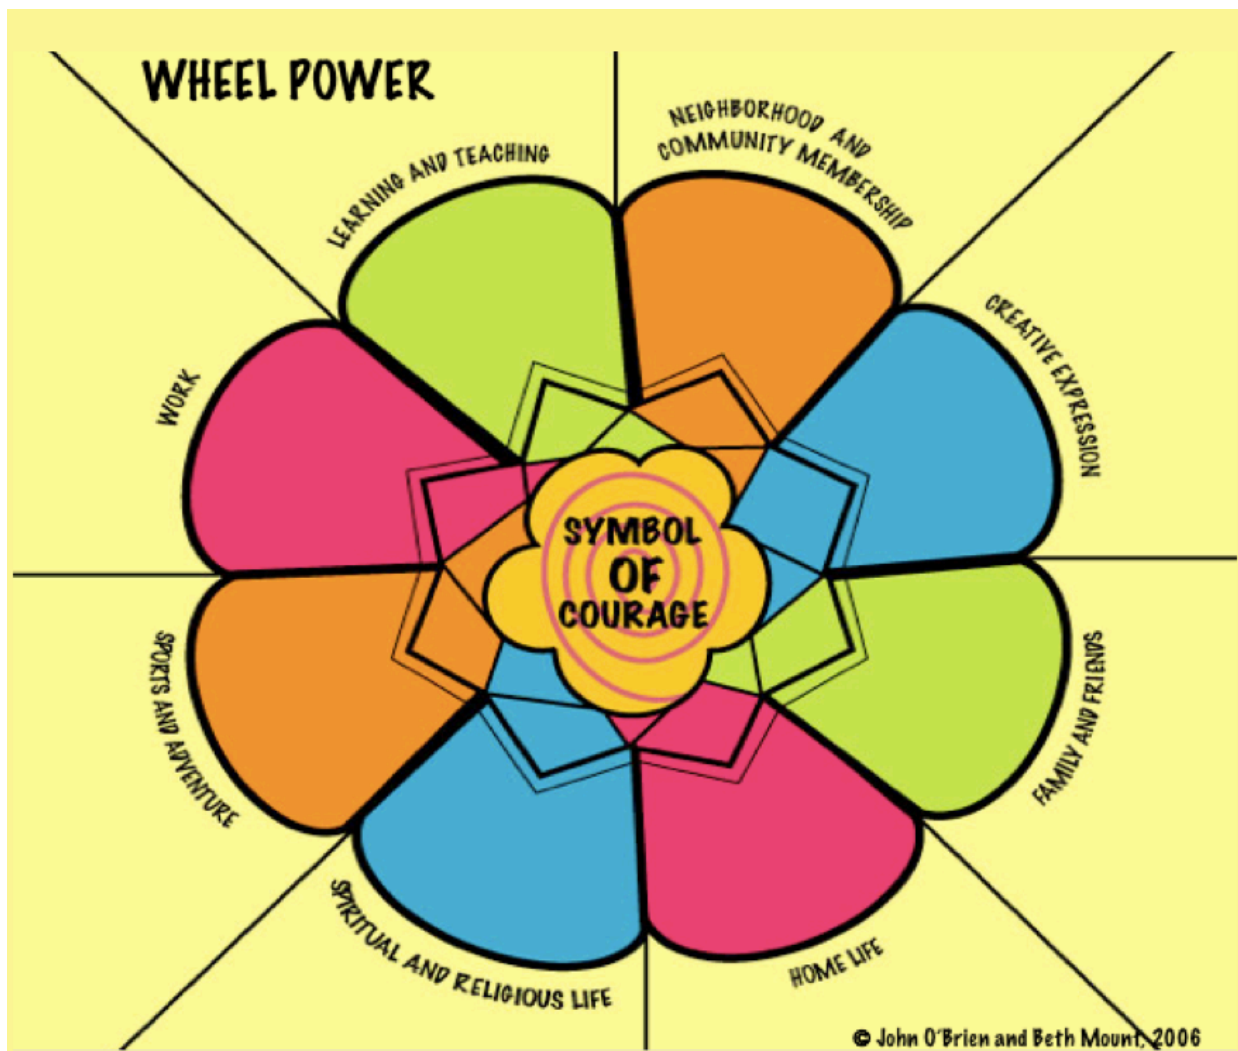 WHEEL POWER
NEIGHBORHOOD AND
COMMUNITY MEMBERSHIP
LEARNING AND TEACHING
CREATIVE EXPRESSION
WORK
SYMBOL
OF
COURAGE
SPORTS AND ADVENTURE
FAMILY AND FRIENDS
SPIRITUAL AND RELIGIOUS LIFE
HOME LIFE
© John O'Brien and Beth Mount, 2006